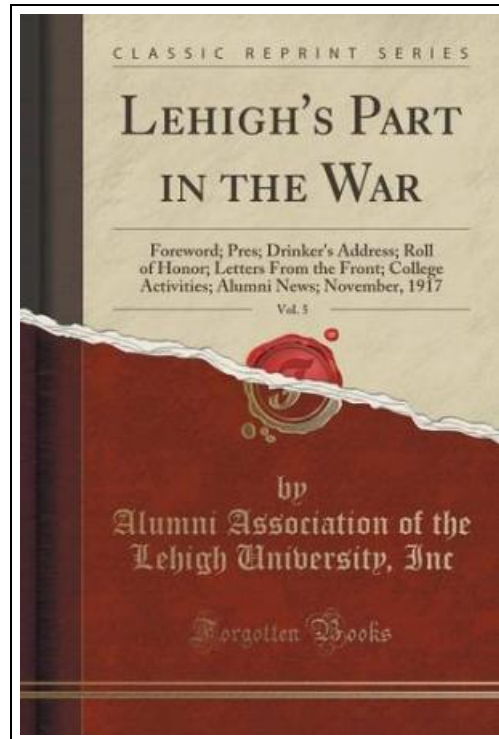 CLASSIC REPRINT SERIES
LEHIGH'S PART
IN THE WAR
Foreword; Pres; Drinker's Address; Roll
of Honor; Letters From the Front; College
Activities; Alumni News; November, 1917
Vol. 5
F
by
Alumni Association of the
Lehigh University, Inc
Forgotten Books